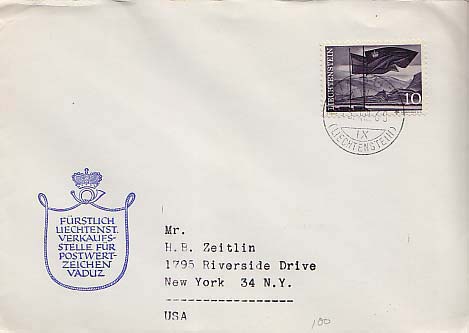 LIECHTENSTEIN
10
IX
(LIECHTENSTEIN)
FÜRSTLICH
LIECHTENST.
VERKAUFS-
STELLE FÜR
POSTWERT-
ZEICHEN
VADUZ
Mr.
H.B. Zeitlin
1795 Riverside Drive
New York 34 N.Y.
USA
100